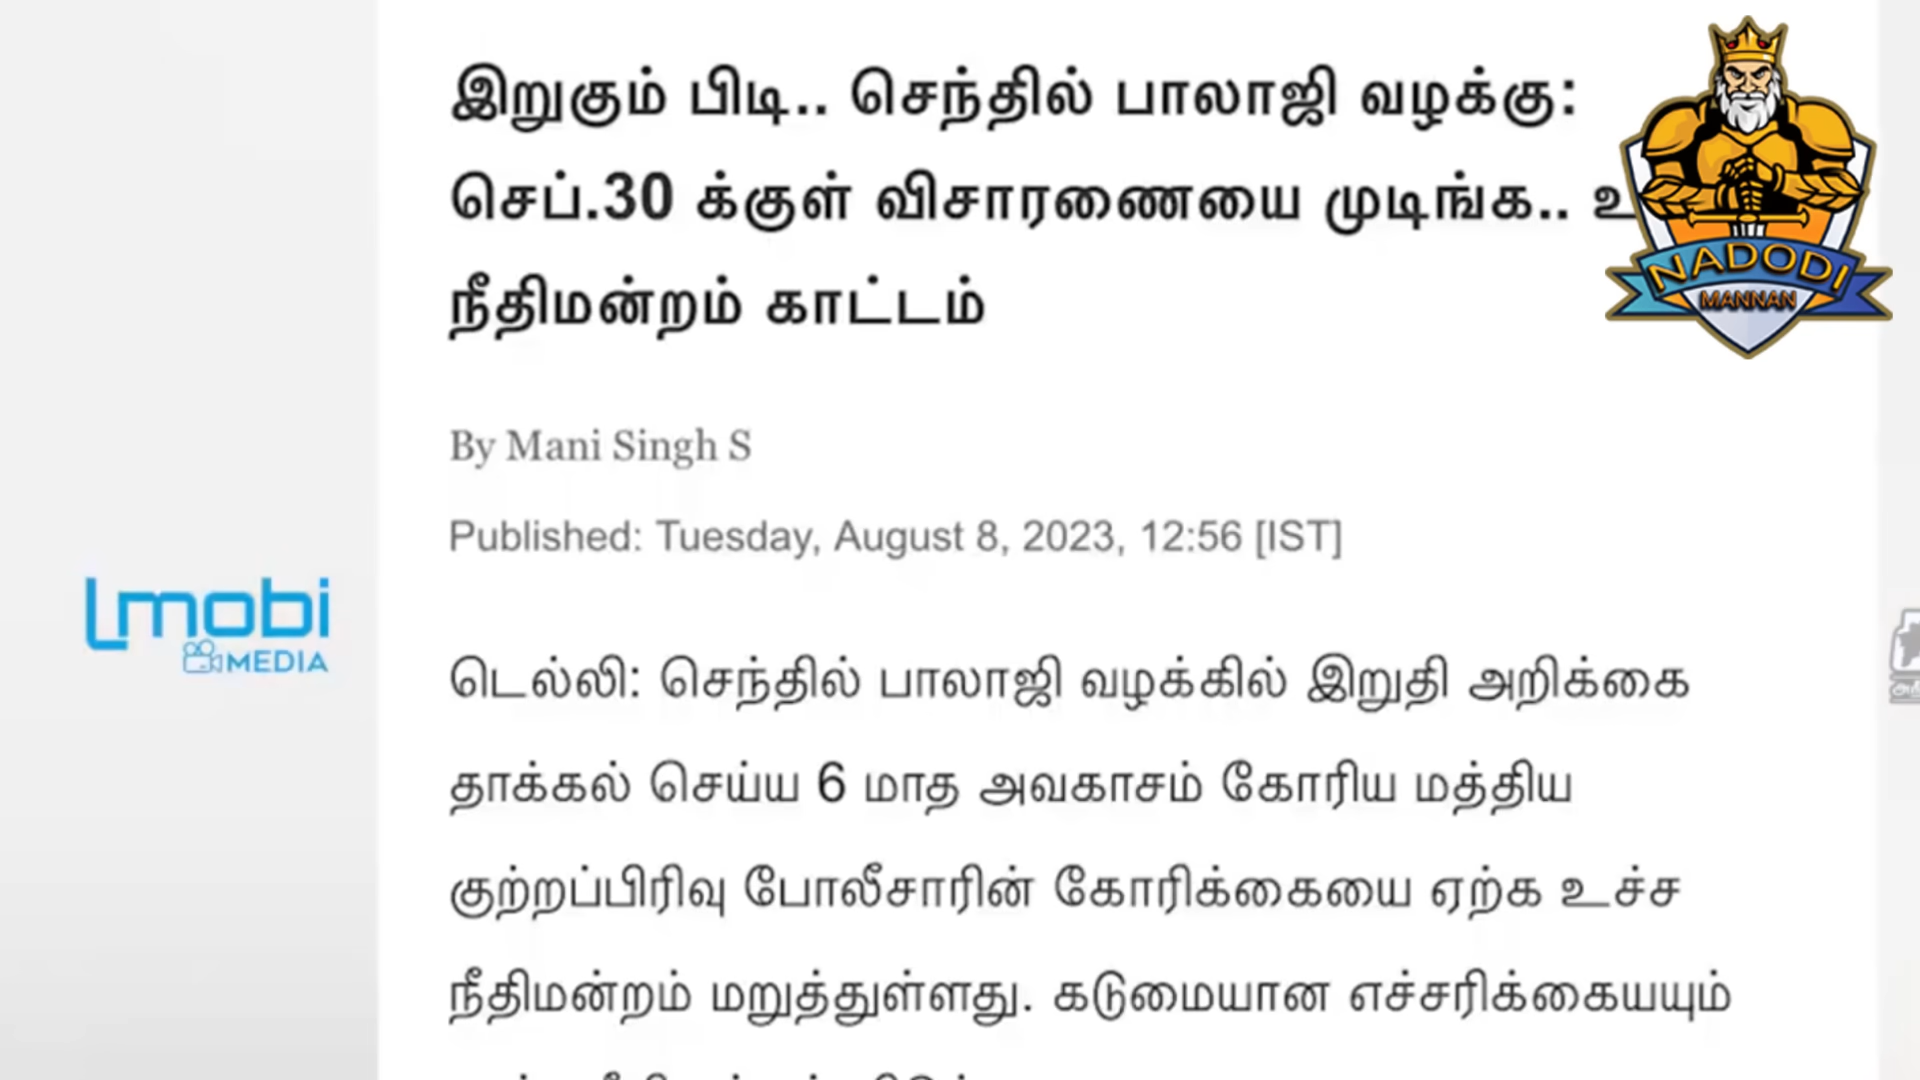 இறுகும் பிடி.. செந்தில் பாலாஜி வழக்கு:
செப்.30 க்குள் விசாரணையை முடிங்க..
நீதிமன்றம் காட்டம்
NADODI
MANNAN
By Mani Singh S
Published: Tuesday, August 8, 2023, 12:56 [IST]
Lmobi
MEDIA
டெல்லி: செந்தில் பாலாஜி வழக்கில் இறுதி அறிக்கை
தாக்கல் செய்ய 6 மாத அவகாசம் கோரிய மத்திய
குற்றப்பிரிவு போலீசாரின் கோரிக்கையை ஏற்க உச்ச
நீதிமன்றம் மறுத்துள்ளது. கடுமையான எச்சரிக்கையயும்